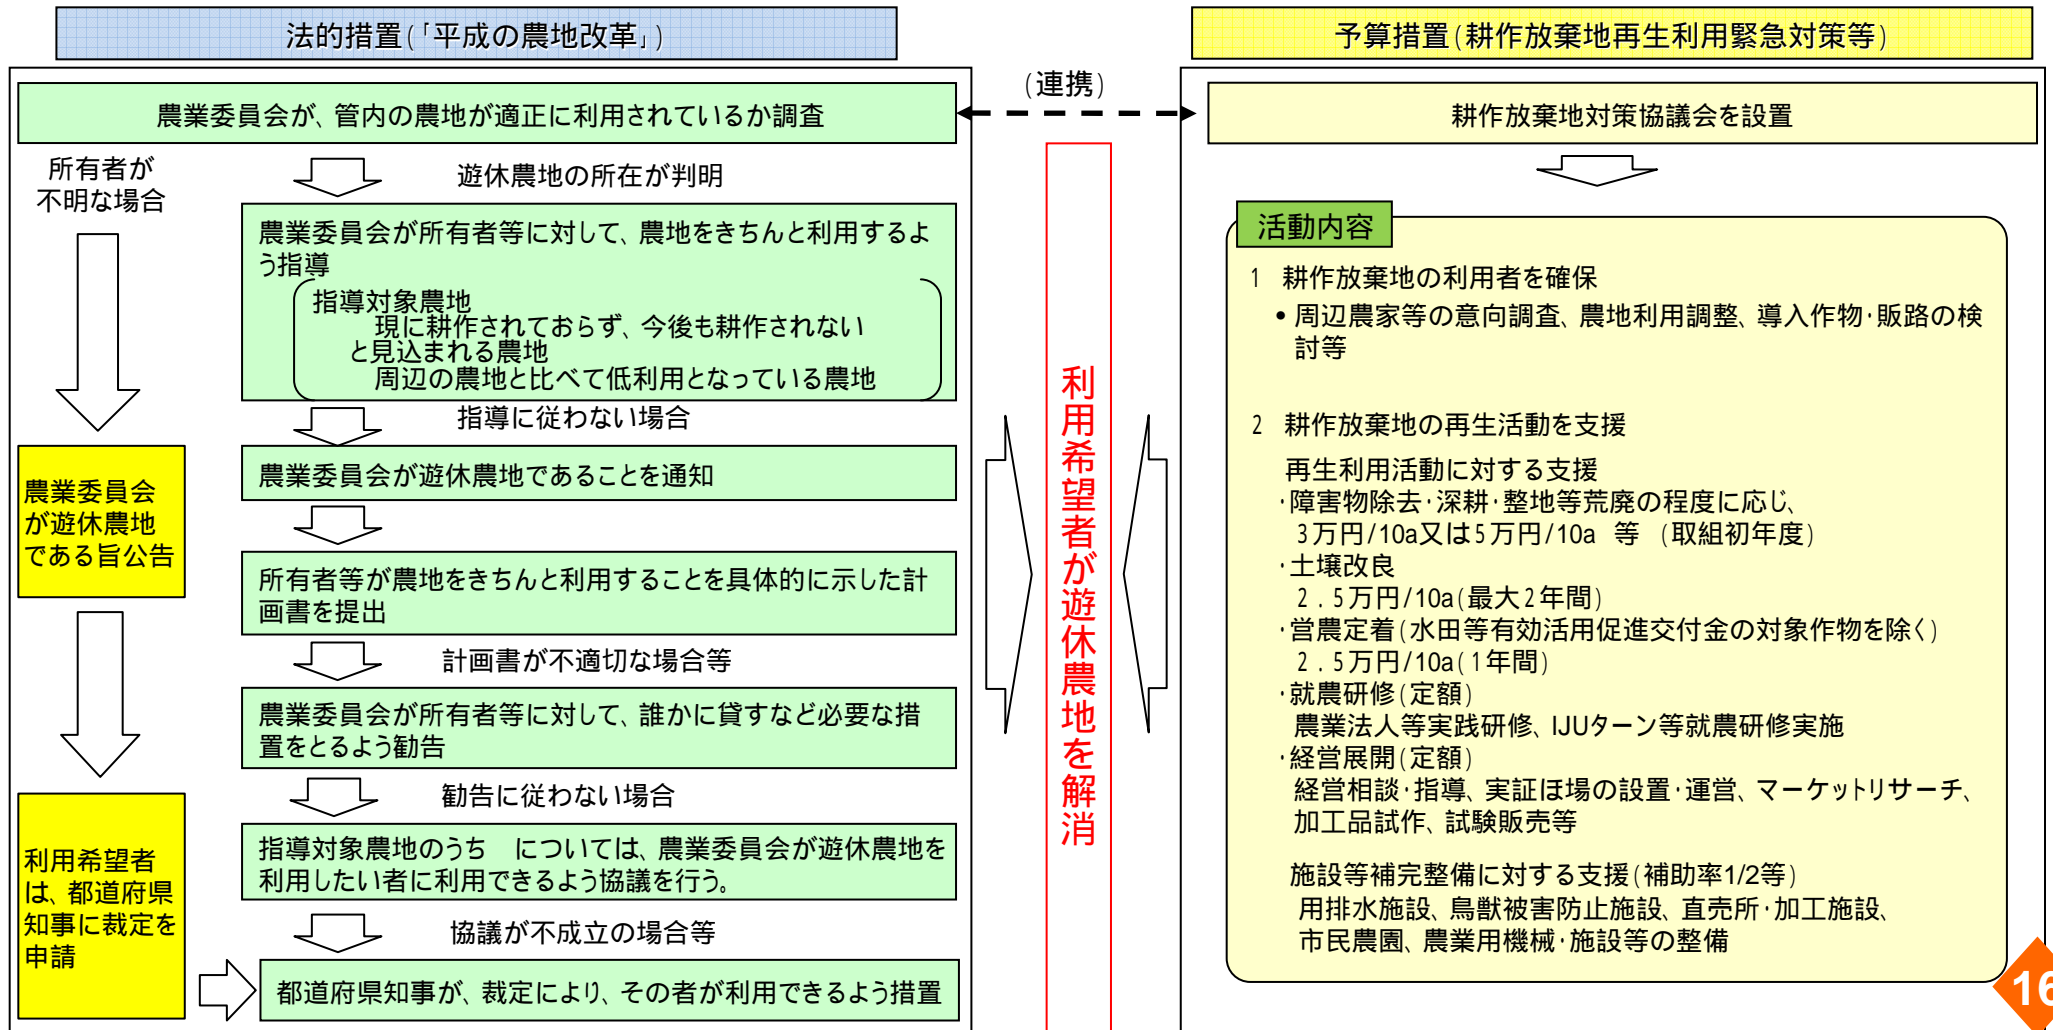 法的措置(「平成の農地改革」)
農業委員会が、管内の農地が適正に利用されているか調査
所有者が
不明な場合
遊休農地の所在が判明
農業委員会が所有者等に対して、農地をきちんと利用するよ
う指導
指導対象農地
現に耕作されておらず、今後も耕作されない
と見込まれる農地
周辺の農地と比べて低利用となっている農地
指導に従わない場合
農業委員会が遊休農地であることを通知
農業委員会
が遊休農地
である旨公告
所有者等が農地をきちんと利用することを具体的に示した計
画書を提出
計画書が不適切な場合等
農業委員会が所有者等に対して、誰かに貸すなど必要な措
置をとるよう勧告
勧告に従わない場合
指導対象農地のうち　については、農業委員会が遊休農地を
利用したい者に利用できるよう協議を行う。
利用希望者
は、都道府県
知事に裁定を
申請
協議が不成立の場合等
都道府県知事が、裁定により、その者が利用できるよう措置
(連携)
利用希望者が遊休農地を解消
予算措置(耕作放棄地再生利用緊急対策等)
耕作放棄地対策協議会を設置
活動内容
1　耕作放棄地の利用者を確保
•周辺農家等の意向調査、農地利用調整、導入作物・販路の検
討等
2　耕作放棄地の再生活動を支援
再生利用活動に対する支援
・障害物除去・深耕・整地等荒廃の程度に応じ、
3万円/10a又は5万円/10a 等 (取組初年度)
・土壌改良
2.5万円/10a(最大2年間)
・営農定着(水田等有効活用促進交付金の対象作物を除く)
2.5万円/10a(1年間)
・就農研修(定額)
農業法人等実践研修、IJUターン等就農研修実施
・経営展開(定額)
経営相談・指導、実証ほ場の設置・運営、マーケットリサーチ、
加工品試作、試験販売等
施設等補完整備に対する支援(補助率1/2等)
用排水施設、鳥獣被害防止施設、直売所・加工施設、
市民農園、農業用機械・施設等の整備
16